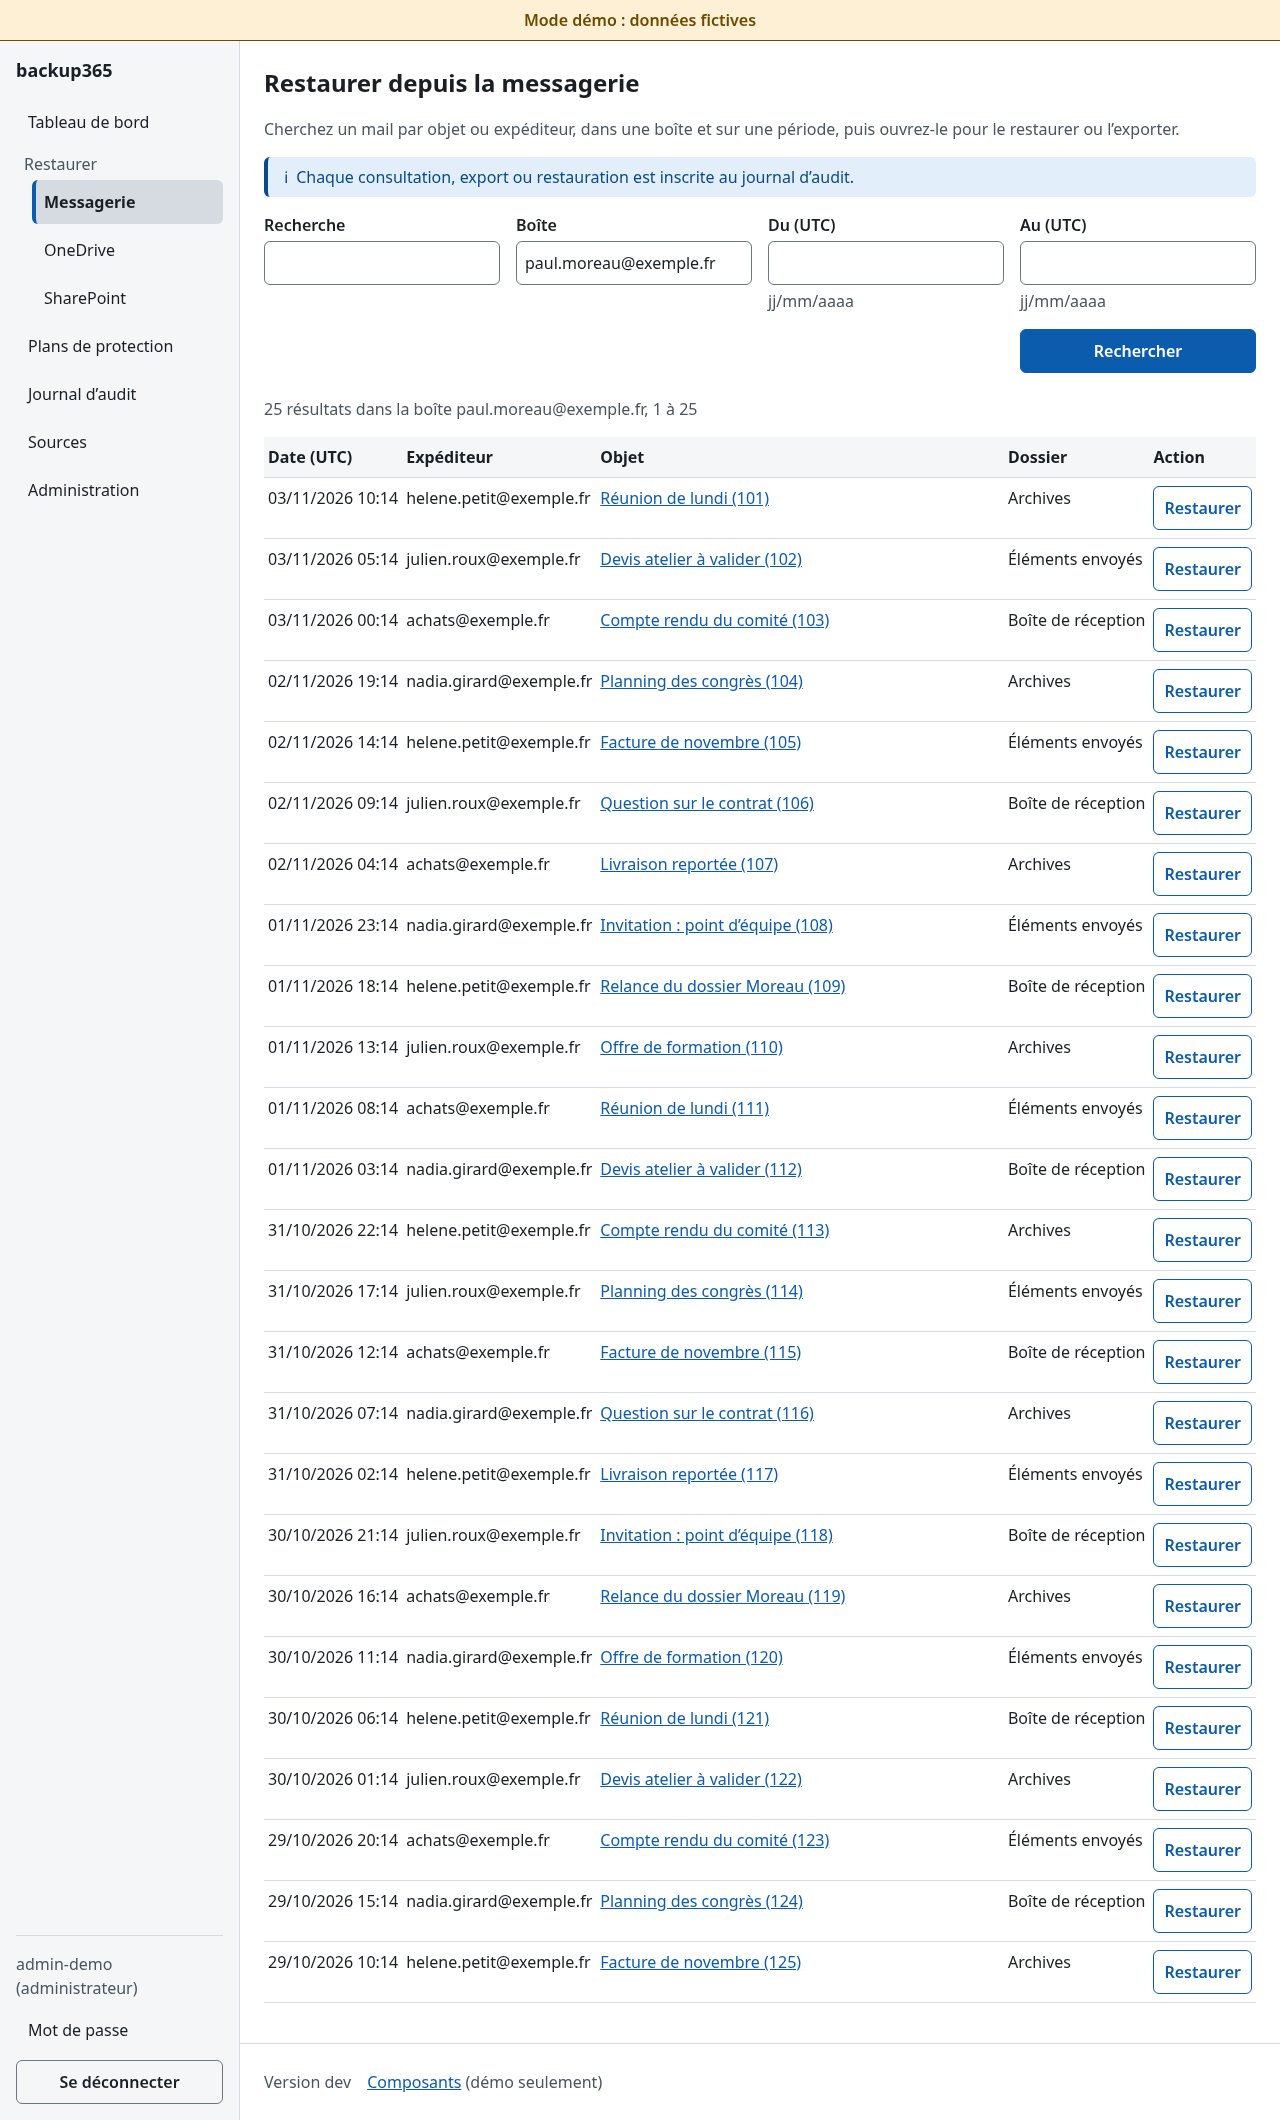 Mode démo : données fictives
backup365
Tableau de bord
Restaurer
Messagerie
OneDrive
SharePoint
Plans de protection
Journal d’audit
Sources
Administration
admin-demo
(administrateur)
Mot de passe
Se déconnecter
Restaurer depuis la messagerie
Cherchez un mail par objet ou expéditeur, dans une boîte et sur une période, puis ouvrez-le pour le restaurer ou l’exporter.
i Chaque consultation, export ou restauration est inscrite au journal d’audit.
Recherche Boîte Du (UTC) Au (UTC)
paul.moreau@exemple.fr
jj/mm/aaaa jj/mm/aaaa
Rechercher
25 résultats dans la boîte paul.moreau@exemple.fr, 1 à 25
Date (UTC) Expéditeur Objet Dossier Action
03/11/2026 10:14 helene.petit@exemple.fr Réunion de lundi (101) Archives Restaurer
03/11/2026 05:14 julien.roux@exemple.fr Devis atelier à valider (102) Éléments envoyés Restaurer
03/11/2026 00:14 achats@exemple.fr Compte rendu du comité (103) Boîte de réception Restaurer
02/11/2026 19:14 nadia.girard@exemple.fr Planning des congrès (104) Archives Restaurer
02/11/2026 14:14 helene.petit@exemple.fr Facture de novembre (105) Éléments envoyés Restaurer
02/11/2026 09:14 julien.roux@exemple.fr Question sur le contrat (106) Boîte de réception Restaurer
02/11/2026 04:14 achats@exemple.fr Livraison reportée (107) Archives Restaurer
01/11/2026 23:14 nadia.girard@exemple.fr Invitation : point d’équipe (108) Éléments envoyés Restaurer
01/11/2026 18:14 helene.petit@exemple.fr Relance du dossier Moreau (109) Boîte de réception Restaurer
01/11/2026 13:14 julien.roux@exemple.fr Offre de formation (110) Archives Restaurer
01/11/2026 08:14 achats@exemple.fr Réunion de lundi (111) Éléments envoyés Restaurer
01/11/2026 03:14 nadia.girard@exemple.fr Devis atelier à valider (112) Boîte de réception Restaurer
31/10/2026 22:14 helene.petit@exemple.fr Compte rendu du comité (113) Archives Restaurer
31/10/2026 17:14 julien.roux@exemple.fr Planning des congrès (114) Éléments envoyés Restaurer
31/10/2026 12:14 achats@exemple.fr Facture de novembre (115) Boîte de réception Restaurer
31/10/2026 07:14 nadia.girard@exemple.fr Question sur le contrat (116) Archives Restaurer
31/10/2026 02:14 helene.petit@exemple.fr Livraison reportée (117) Éléments envoyés Restaurer
30/10/2026 21:14 julien.roux@exemple.fr Invitation : point d’équipe (118) Boîte de réception Restaurer
30/10/2026 16:14 achats@exemple.fr Relance du dossier Moreau (119) Archives Restaurer
30/10/2026 11:14 nadia.girard@exemple.fr Offre de formation (120) Éléments envoyés Restaurer
30/10/2026 06:14 helene.petit@exemple.fr Réunion de lundi (121) Boîte de réception Restaurer
30/10/2026 01:14 julien.roux@exemple.fr Devis atelier à valider (122) Archives Restaurer
29/10/2026 20:14 achats@exemple.fr Compte rendu du comité (123) Éléments envoyés Restaurer
29/10/2026 15:14 nadia.girard@exemple.fr Planning des congrès (124) Boîte de réception Restaurer
29/10/2026 10:14 helene.petit@exemple.fr Facture de novembre (125) Archives Restaurer
Version dev Composants (démo seulement)